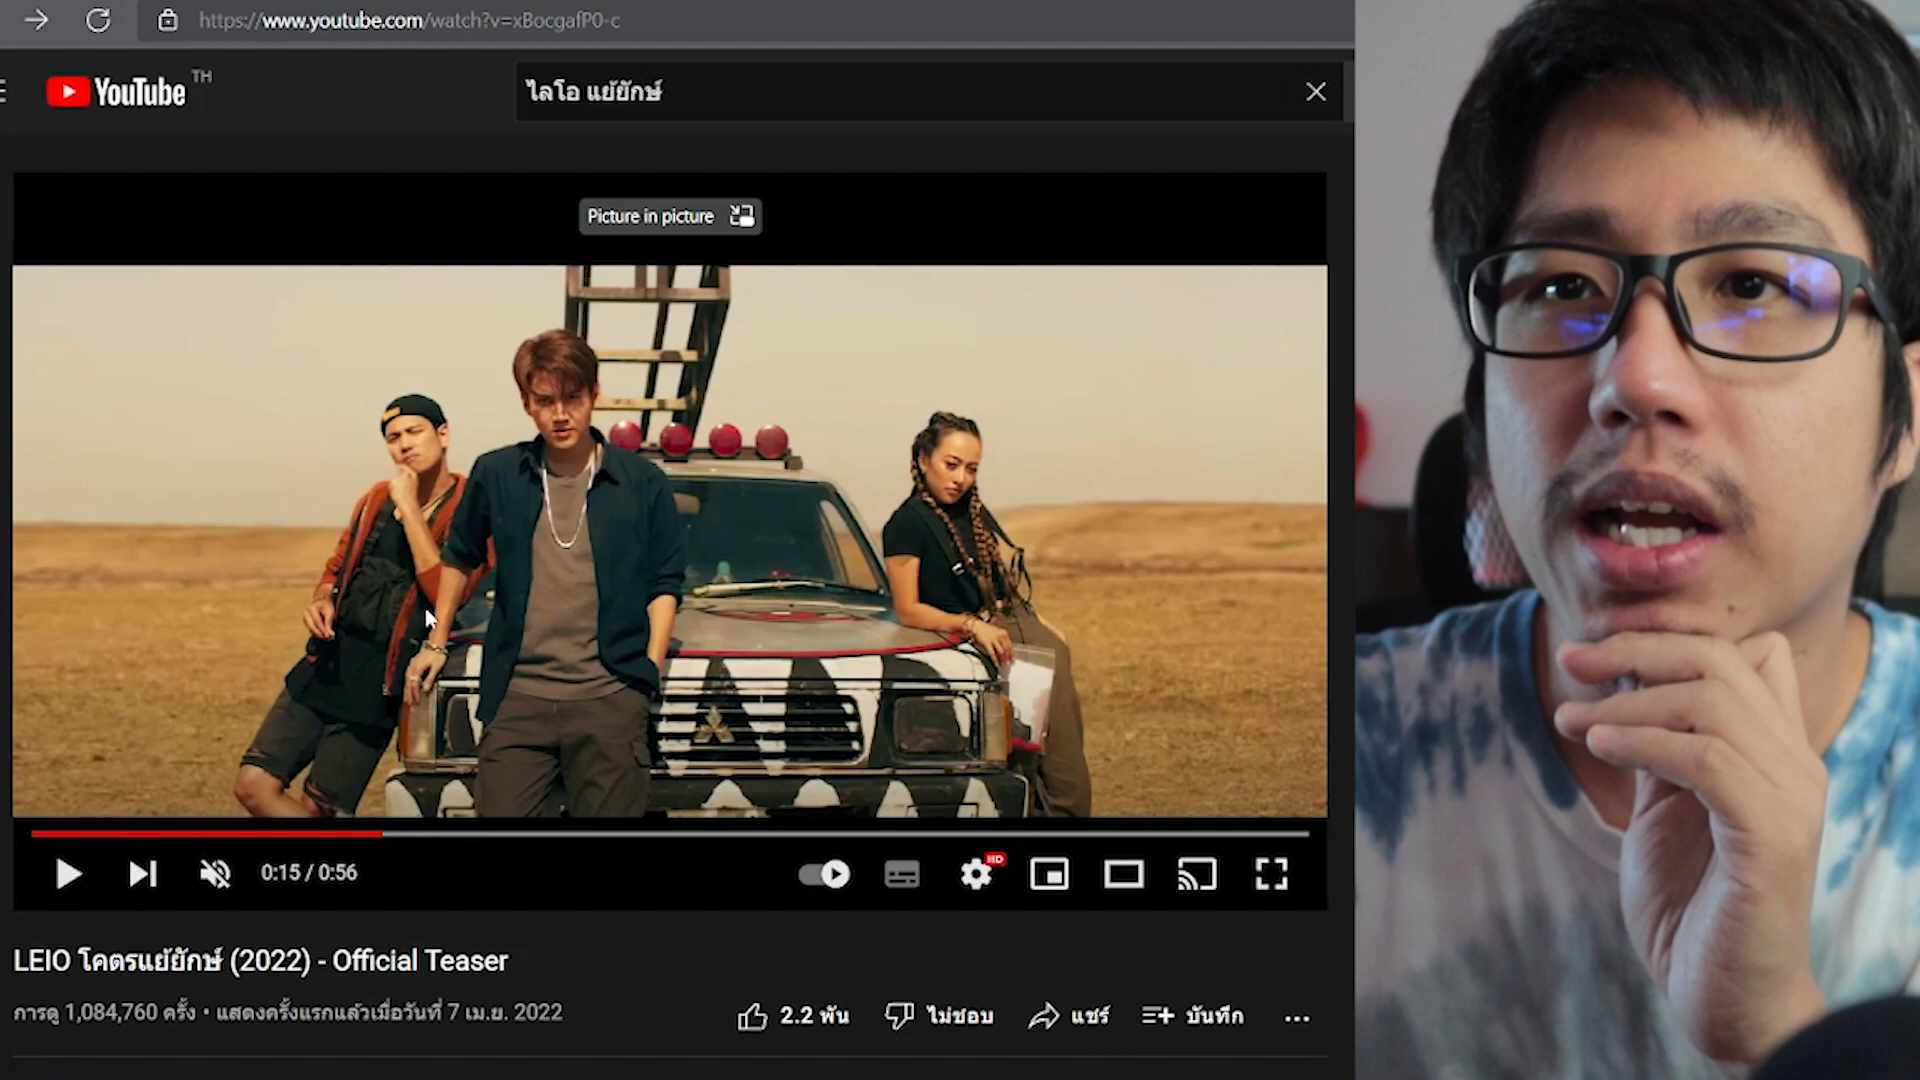 https://www.youtube.com/watch?v=xBocgafP0-c
YouTube TH
ไลโอ แย้ยักษ์
Picture in picture
0:15 / 0:56
HD
LEIO โคตรแย้ยักษ์ (2022) - Official Teaser
การดู 1,084,760 ครั้ง • แสดงครั้งแรกแล้วเมื่อวันที่ 7 เม.ย. 2022
2.2 พัน
ไม่ชอบ
แชร์
บันทึก